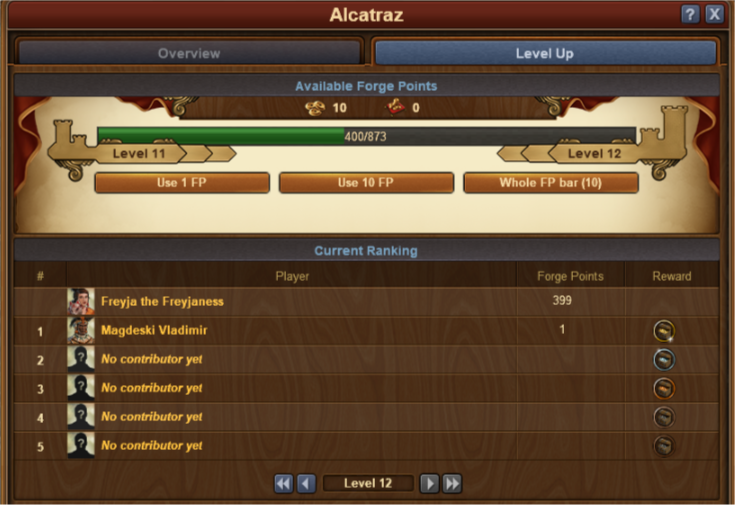 Alcatraz
? X
Overview Level Up
Available Forge Points
10 0
400/873
Level 11 Level 12
Use 1 FP Use 10 FP Whole FP bar (10)
Current Ranking
# Player Forge Points Reward
Freyja the Freyjaness 399
1 Magdeski Vladimir 1
2 ? No contributor yet
3 ? No contributor yet
4 ? No contributor yet
5 ? No contributor yet
Level 12